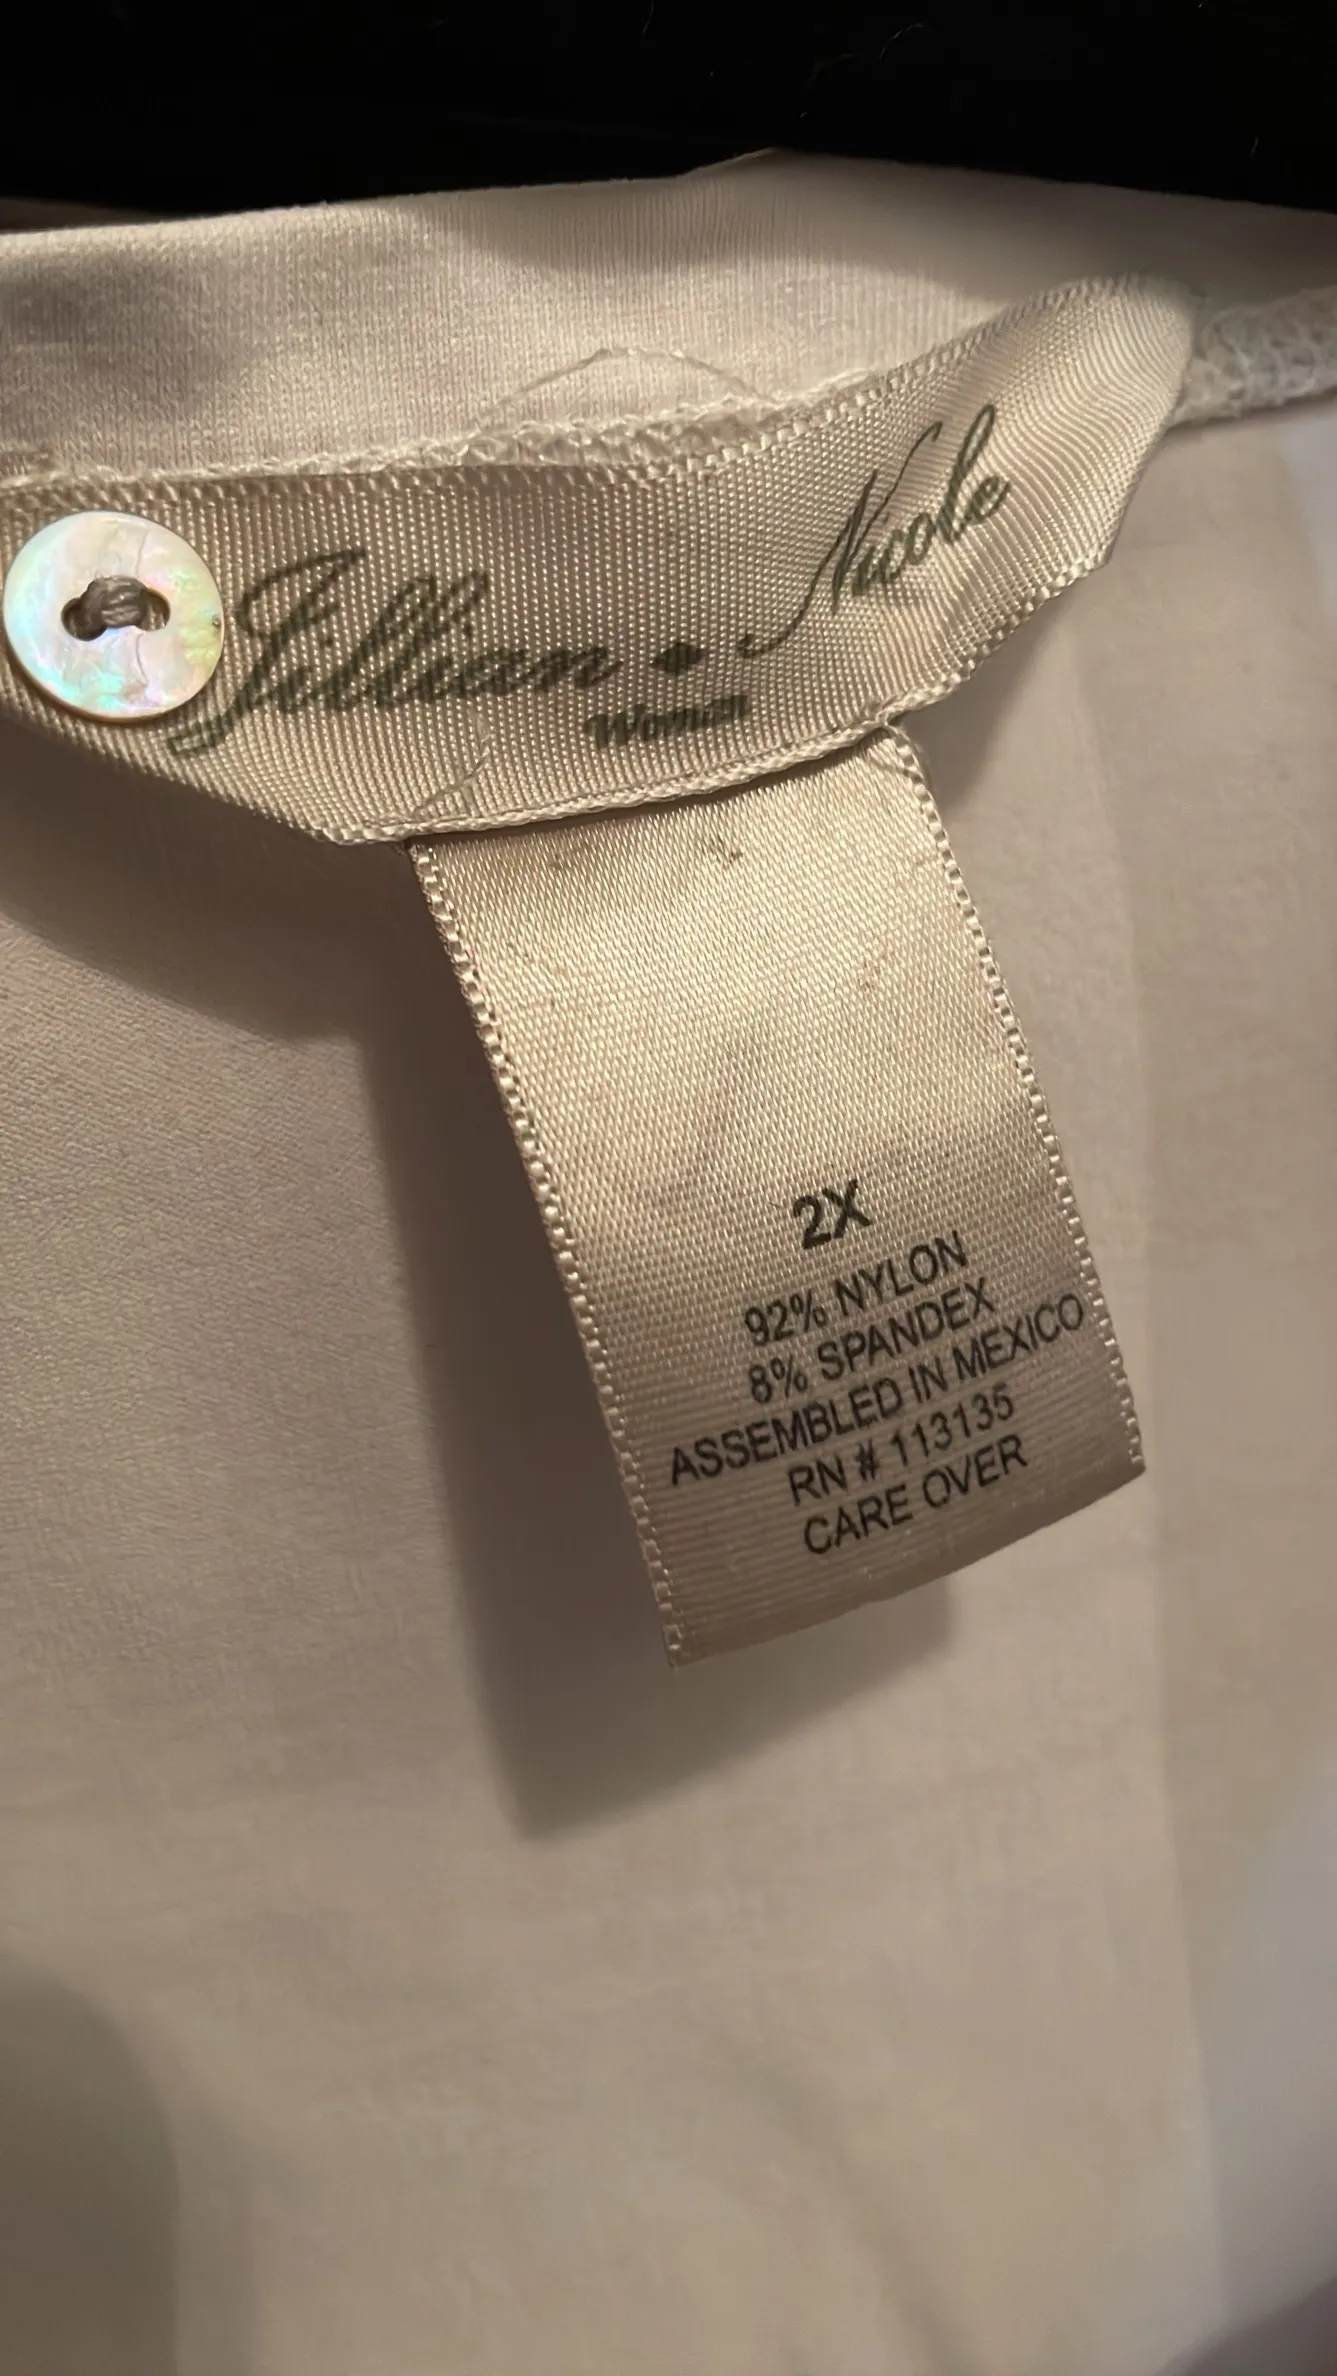 Jillian ◆ Nicole
Woman
2X
92% NYLON
8% SPANDEX
ASSEMBLED IN MEXICO
RN # 113135
CARE OVER